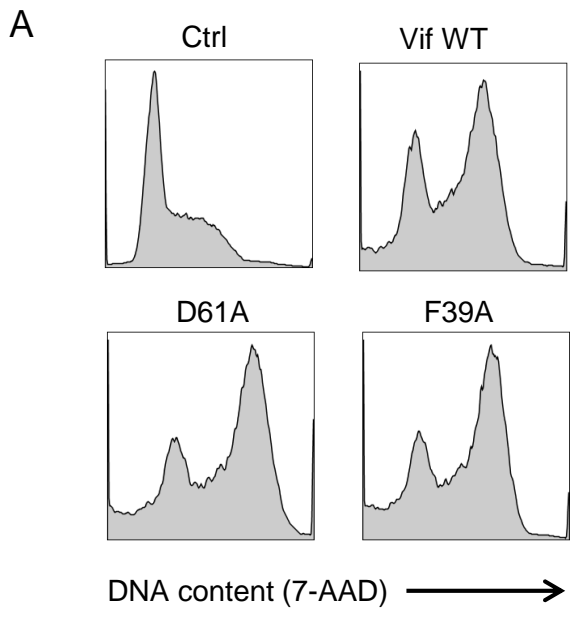 A
Ctrl
Vif WT
D61A
F39A
DNA content (7-AAD)